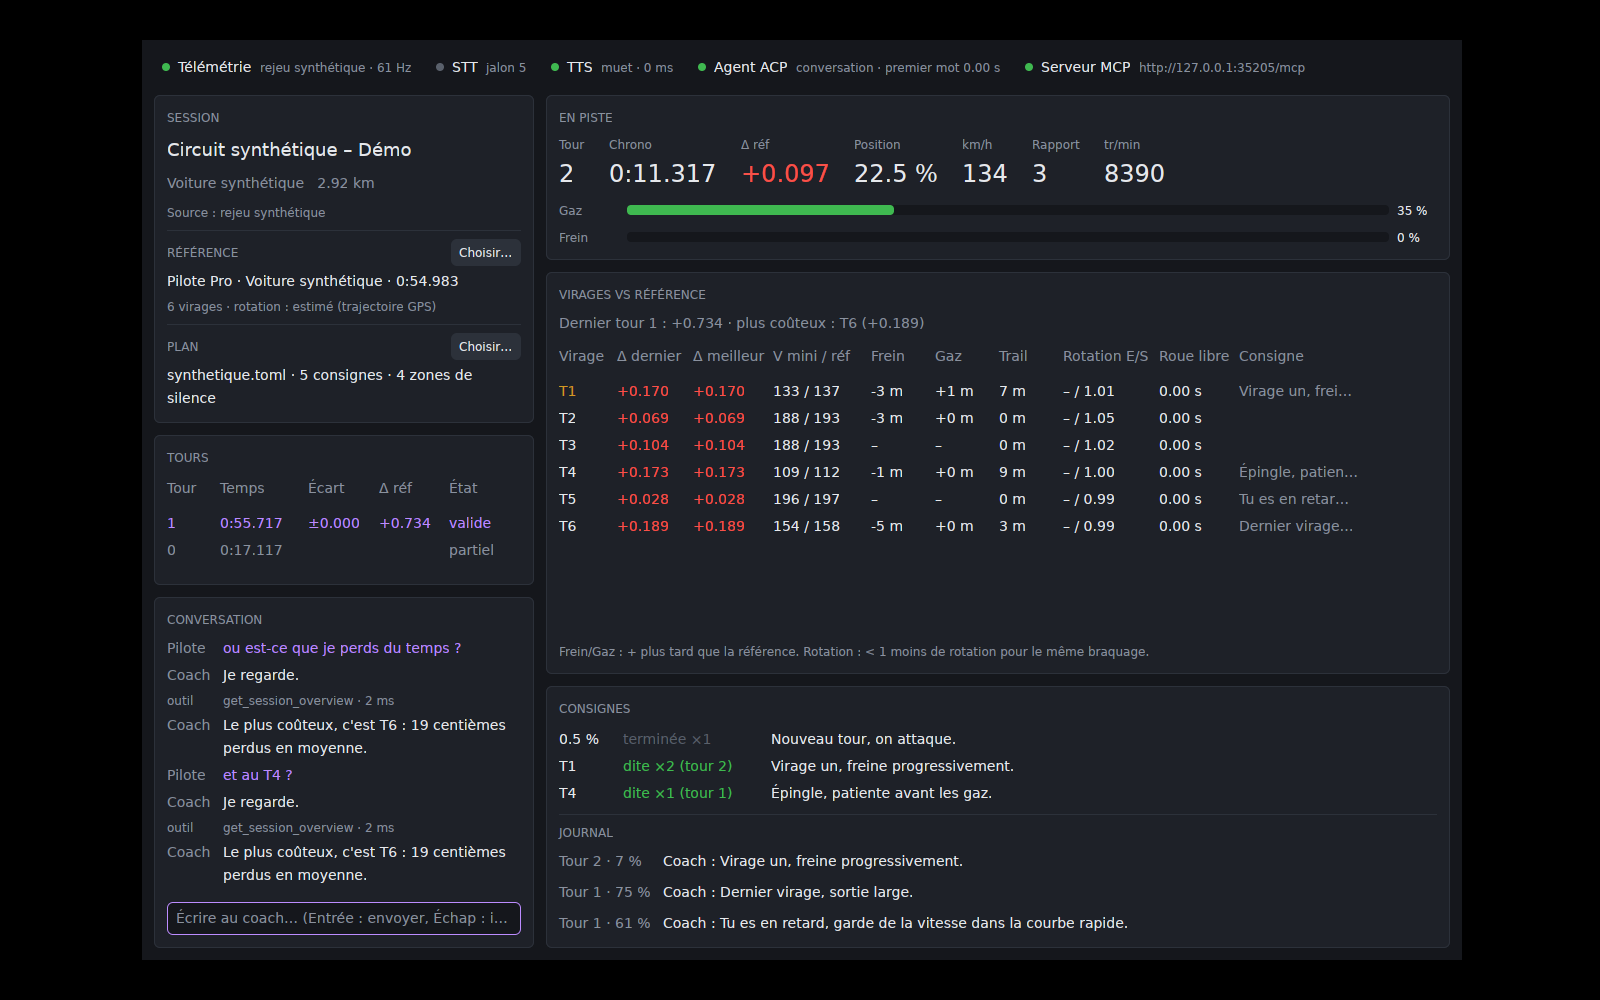 Télémétrie rejeu synthétique · 61 Hz STT jalon 5 TTS muet · 0 ms Agent ACP conversation · premier mot 0.00 s Serveur MCP http://127.0.0.1:35205/mcp
SESSION
Circuit synthétique – Démo
Voiture synthétique 2.92 km
Source : rejeu synthétique
RÉFÉRENCE Choisir…
Pilote Pro · Voiture synthétique · 0:54.983
6 virages · rotation : estimé (trajectoire GPS)
PLAN Choisir…
synthetique.toml · 5 consignes · 4 zones de
silence
TOURS
Tour Temps Écart Δ réf État
1 0:55.717 ±0.000 +0.734 valide
0 0:17.117 partiel
CONVERSATION
Pilote ou est-ce que je perds du temps ?
Coach Je regarde.
outil get_session_overview · 2 ms
Coach Le plus coûteux, c'est T6 : 19 centièmes
perdus en moyenne.
Pilote et au T4 ?
Coach Je regarde.
outil get_session_overview · 2 ms
Coach Le plus coûteux, c'est T6 : 19 centièmes
perdus en moyenne.
Écrire au coach… (Entrée : envoyer, Échap : i…
EN PISTE
Tour Chrono Δ réf Position km/h Rapport tr/min
2 0:11.317 +0.097 22.5 % 134 3 8390
Gaz 35 %
Frein 0 %
VIRAGES VS RÉFÉRENCE
Dernier tour 1 : +0.734 · plus coûteux : T6 (+0.189)
Virage Δ dernier Δ meilleur V mini / réf Frein Gaz Trail Rotation E/S Roue libre Consigne
T1 +0.170 +0.170 133 / 137 -3 m +1 m 7 m – / 1.01 0.00 s Virage un, frei…
T2 +0.069 +0.069 188 / 193 -3 m +0 m 0 m – / 1.05 0.00 s
T3 +0.104 +0.104 188 / 193 – – 0 m – / 1.02 0.00 s
T4 +0.173 +0.173 109 / 112 -1 m +0 m 9 m – / 1.00 0.00 s Épingle, patien…
T5 +0.028 +0.028 196 / 197 – – 0 m – / 0.99 0.00 s Tu es en retar…
T6 +0.189 +0.189 154 / 158 -5 m +0 m 3 m – / 0.99 0.00 s Dernier virage…
Frein/Gaz : + plus tard que la référence. Rotation : < 1 moins de rotation pour le même braquage.
CONSIGNES
0.5 % terminée ×1 Nouveau tour, on attaque.
T1 dite ×2 (tour 2) Virage un, freine progressivement.
T4 dite ×1 (tour 1) Épingle, patiente avant les gaz.
JOURNAL
Tour 2 · 7 % Coach : Virage un, freine progressivement.
Tour 1 · 75 % Coach : Dernier virage, sortie large.
Tour 1 · 61 % Coach : Tu es en retard, garde de la vitesse dans la courbe rapide.